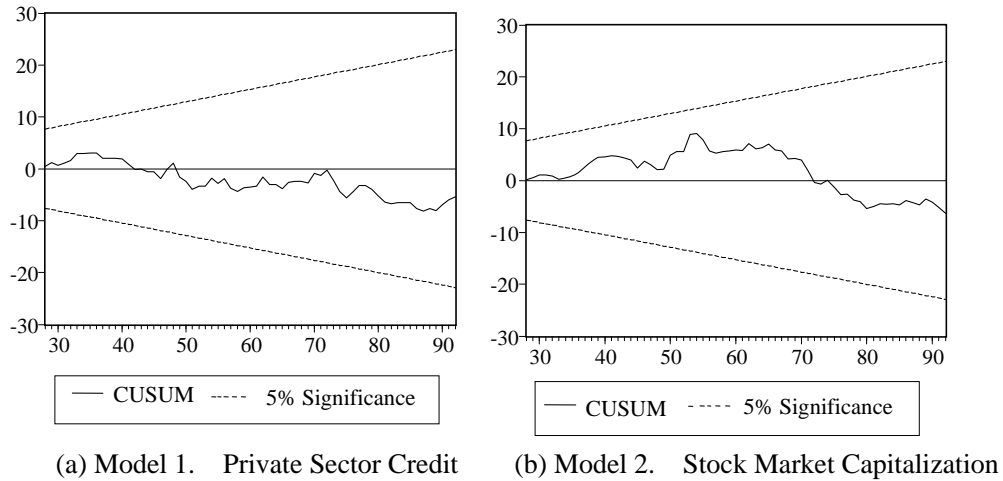 30
20
10
0
-10
-20
-30
30 40 50 60 70 80 90
CUSUM 5% Significance
(a) Model 1. Private Sector Credit
30
20
10
0
-10
-20
-30
30 40 50 60 70 80 90
CUSUM 5% Significance
(b) Model 2. Stock Market Capitalization